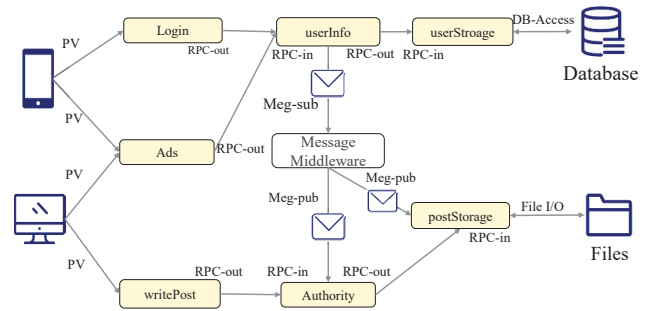 PV
Login
RPC-out
userInfo
RPC-in
RPC-out
userStroage
RPC-in
DB-Access
Database
Meg-sub
PV
Ads
RPC-out
Message
Middleware
PV
Meg-pub
Meg-pub
postStorage
RPC-in
File I/O
Files
PV
writePost
RPC-out
RPC-in
Authority
RPC-out